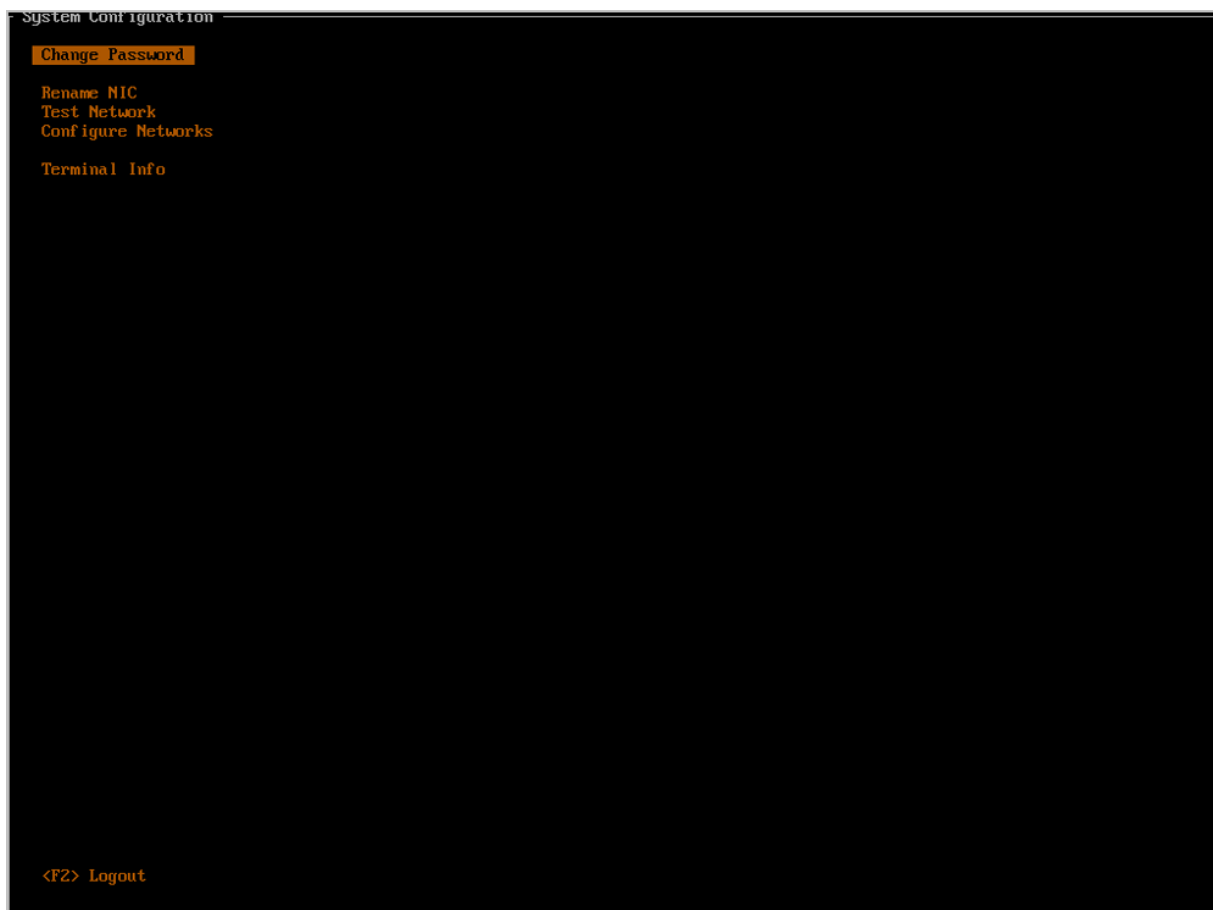 System Configuration
Change Password
Rename NIC
Test Network
Configure Networks
Terminal Info
<F2> Logout